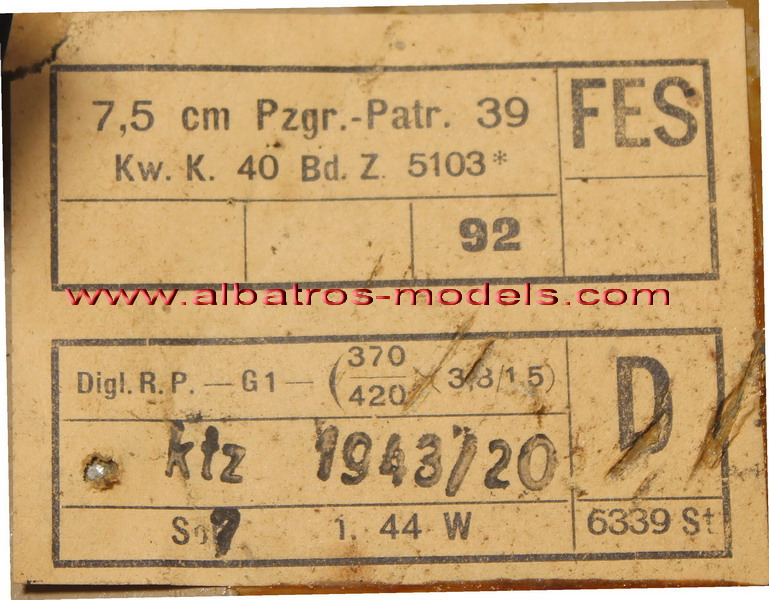 7,5 cm Pzgr.-Patr. 39
FES
Kw. K. 40 Bd. Z. 5103*
92
www.albatros-models.com
Digl. R. P. — G1 — (370/420 × 3,8/1,5)
D
ktz 1943/20
1. 44 W
6339 St